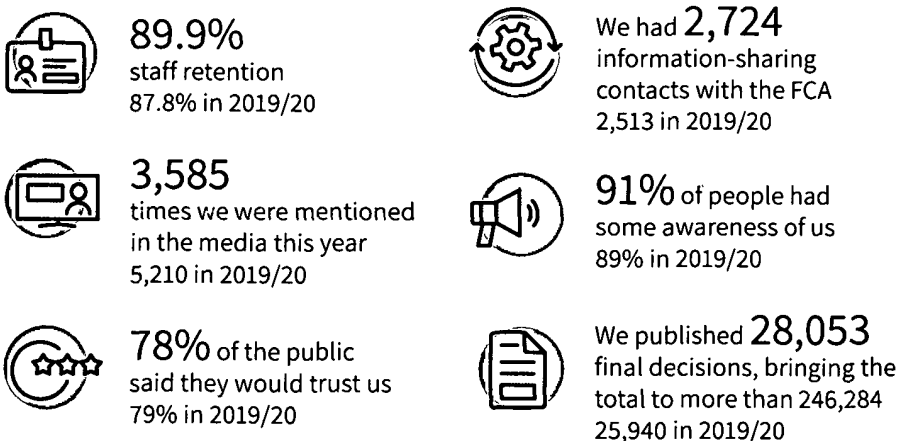 89.9%
staff retention
87.8% in 2019/20
We had 2,724
information-sharing
contacts with the FCA
2,513 in 2019/20
3,585
times we were mentioned
in the media this year
5,210 in 2019/20
91% of people had
some awareness of us
89% in 2019/20
78% of the public
said they would trust us
79% in 2019/20
We published 28,053
final decisions, bringing the
total to more than 246,284
25,940 in 2019/20